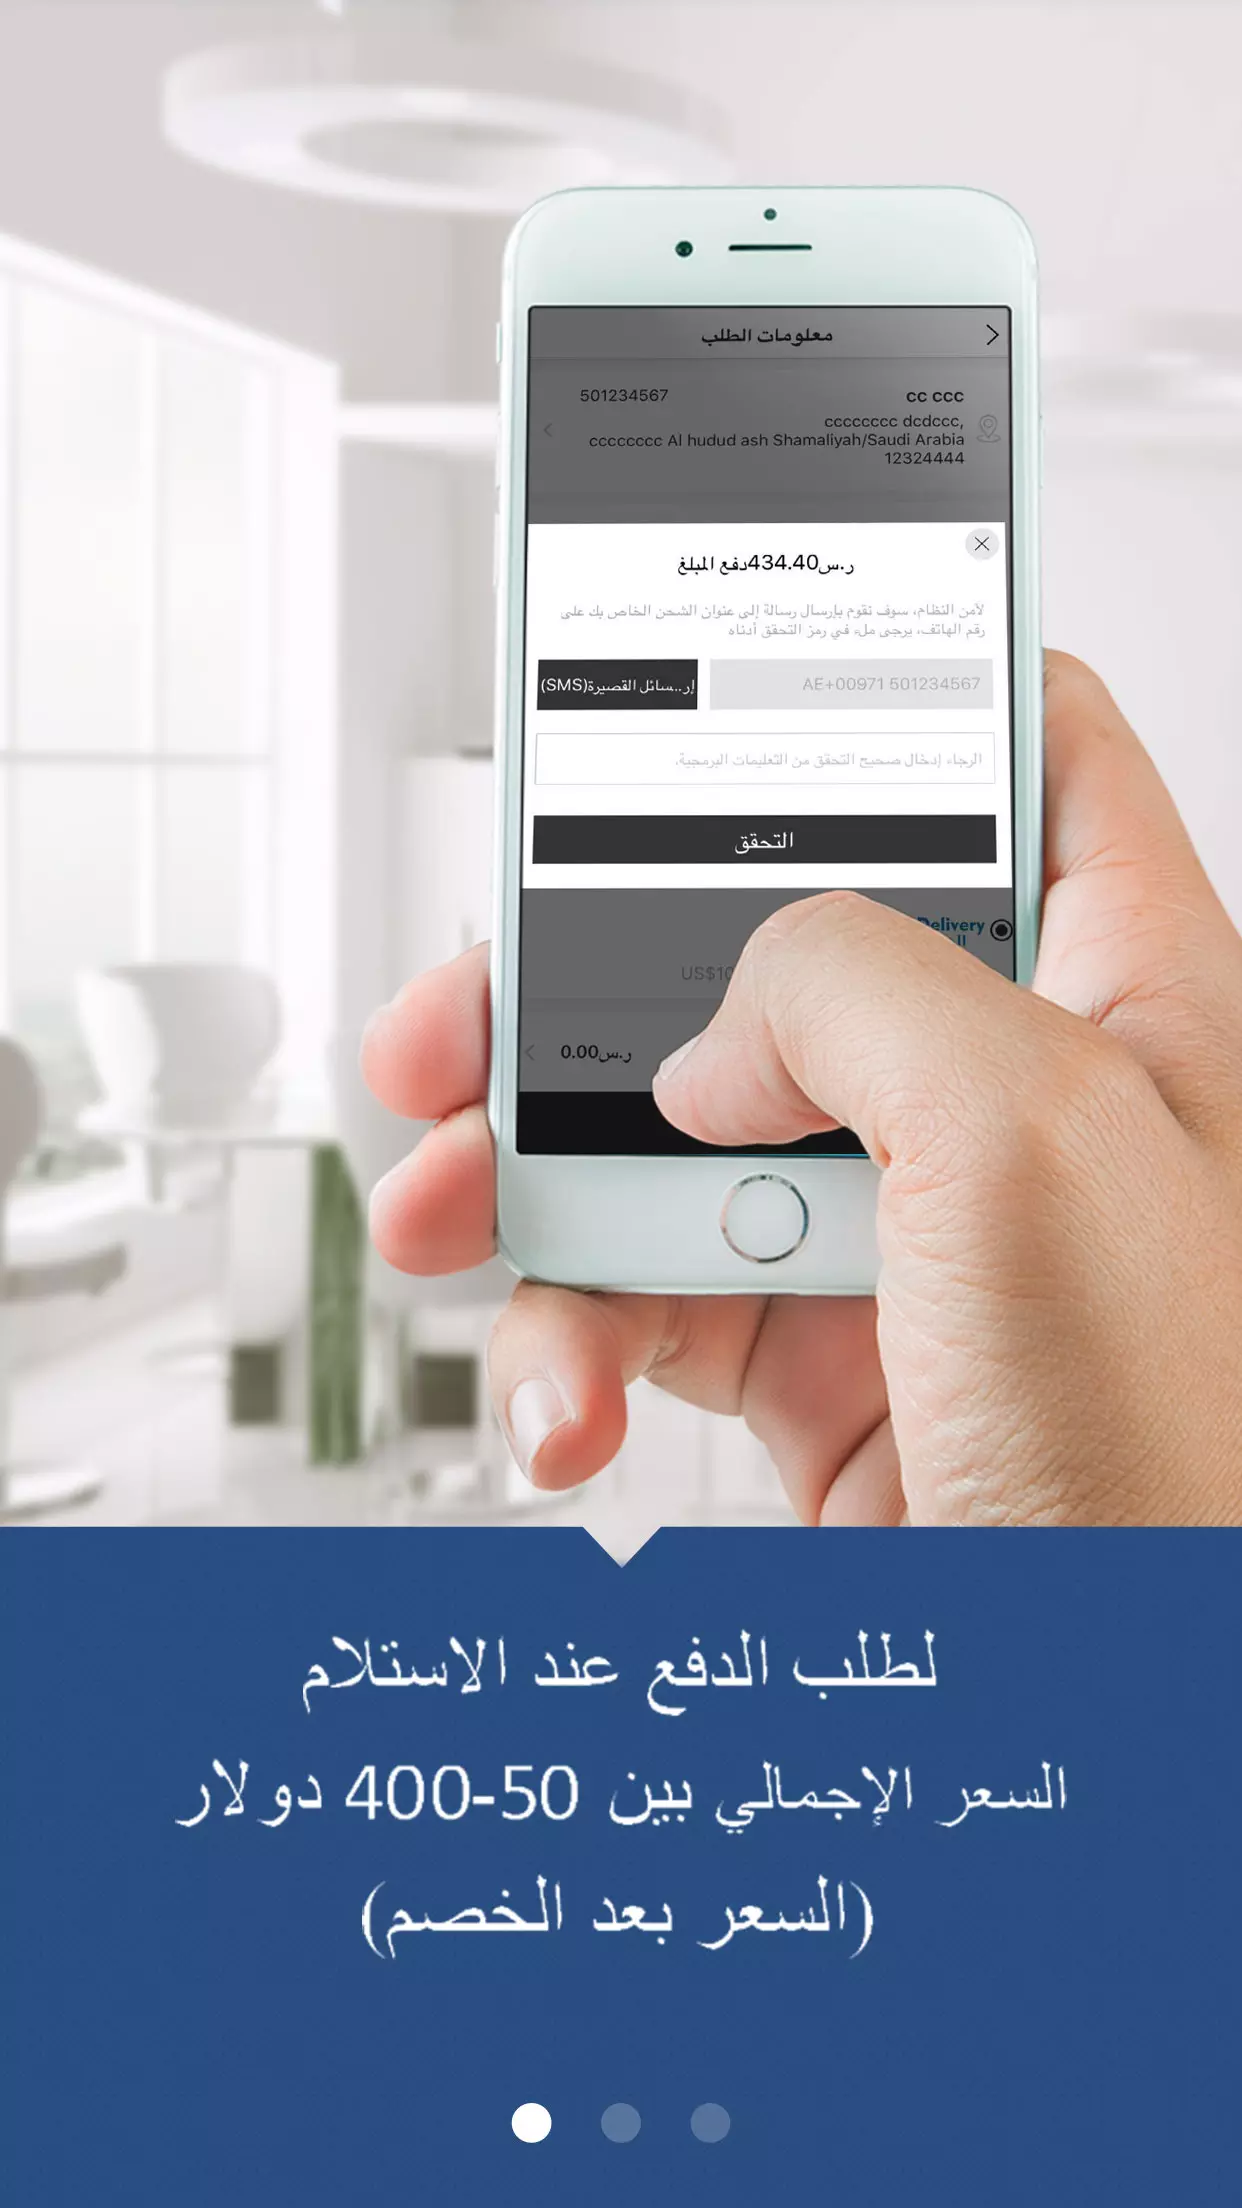 معلومات الطلب
cc ccc
501234567
cccccccc dcdccc,
cccccccc Al hudud ash Shamaliyah/Saudi Arabia
12324444
ر.س434.40دفع المبلغ
لأمن النظام، سوف نقوم بإرسال رسالة إلى عنوان الشحن الخاص بك على
رقم الهاتف، يرجى ملء في رمز التحقق أدناه
AE+00971 501234567
إر...سائل القصيرة(SMS)
الرجاء إدخال صحيح التحقق من التعليمات البرمجية.
التحقق
Delivery
US$10
ر.س0.00
لطلب الدفع عند الاستلام
السعر الإجمالي بين 50-400 دولار
(السعر بعد الخصم)